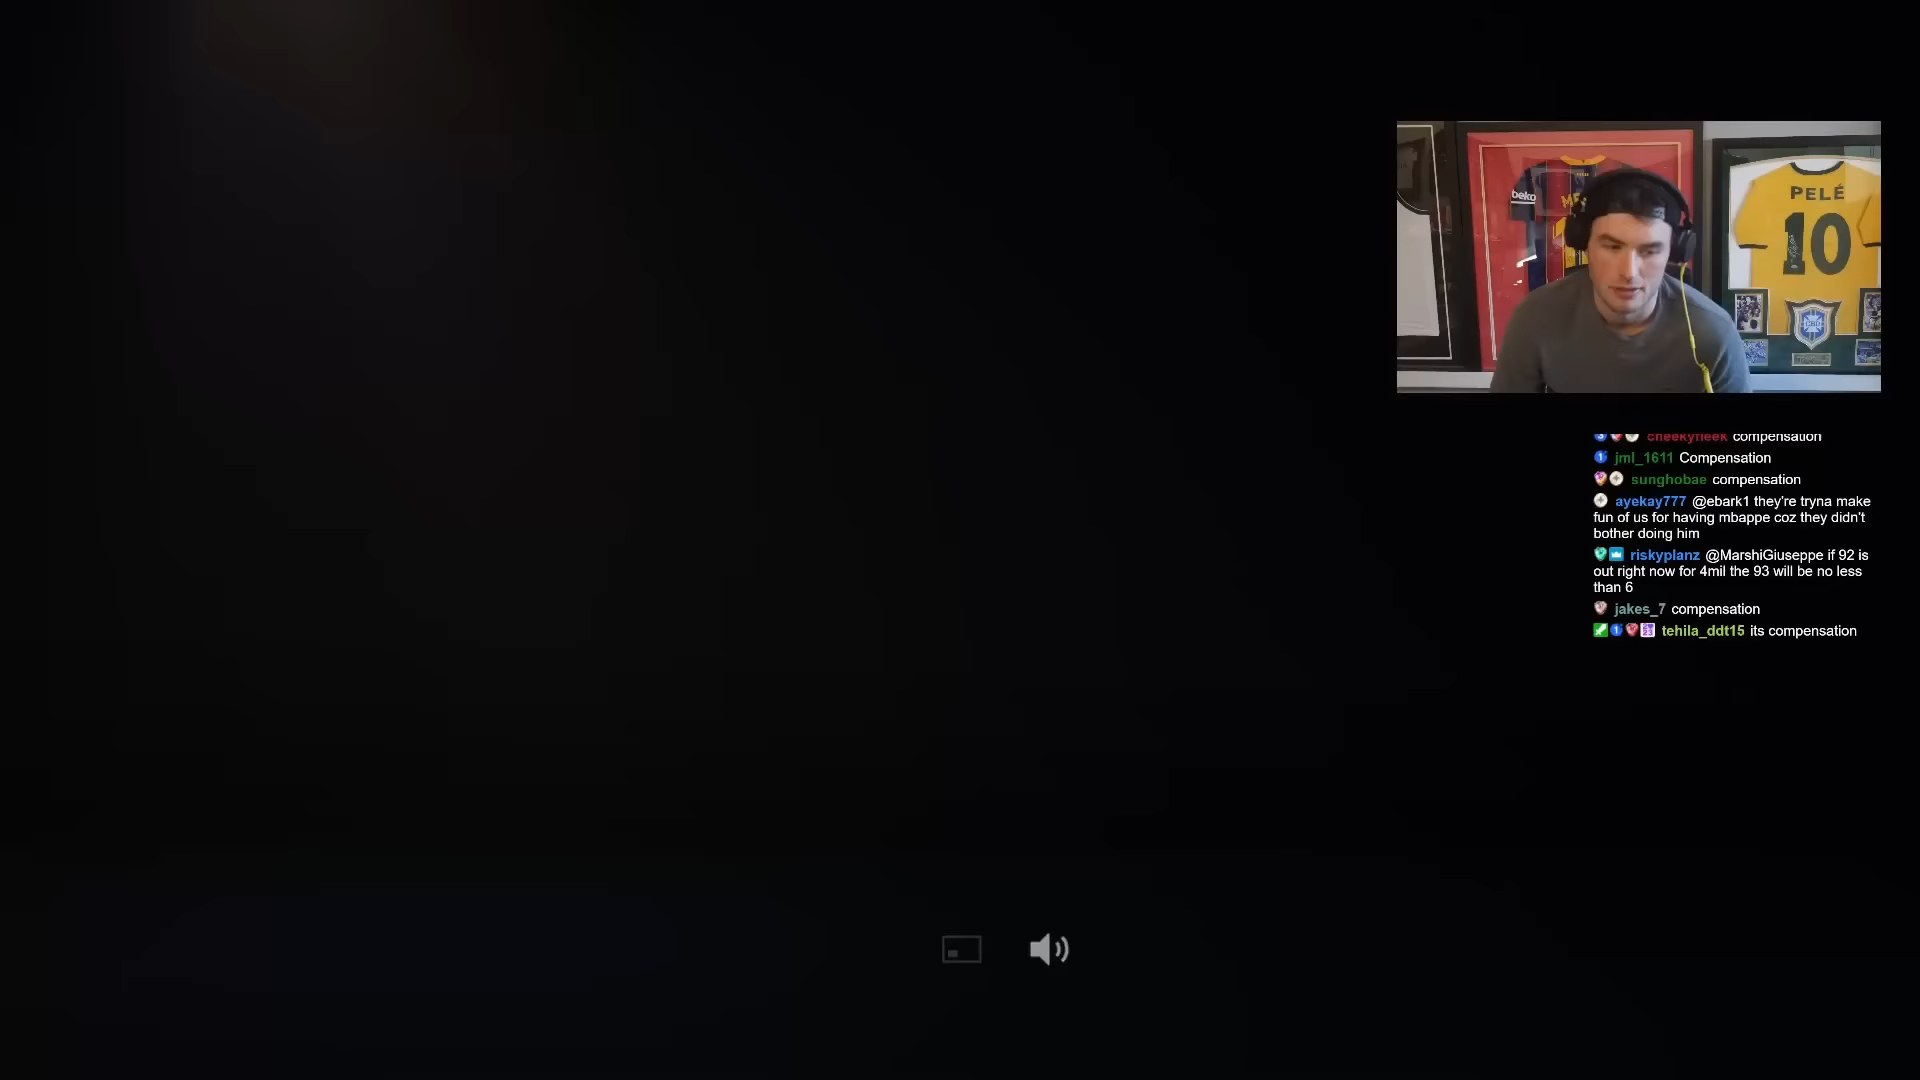 beko
PELÉ
10
cheekyfleek compensation
jml_1611 Compensation
sunghobae compensation
ayekay777 @ebark1 they're tryna make
fun of us for having mbappe coz they didn't
bother doing him
riskyplanz @MarshiGiuseppe if 92 is
out right now for 4mil the 93 will be no less
than 6
jakes_7 compensation
tehila_ddt15 its compensation